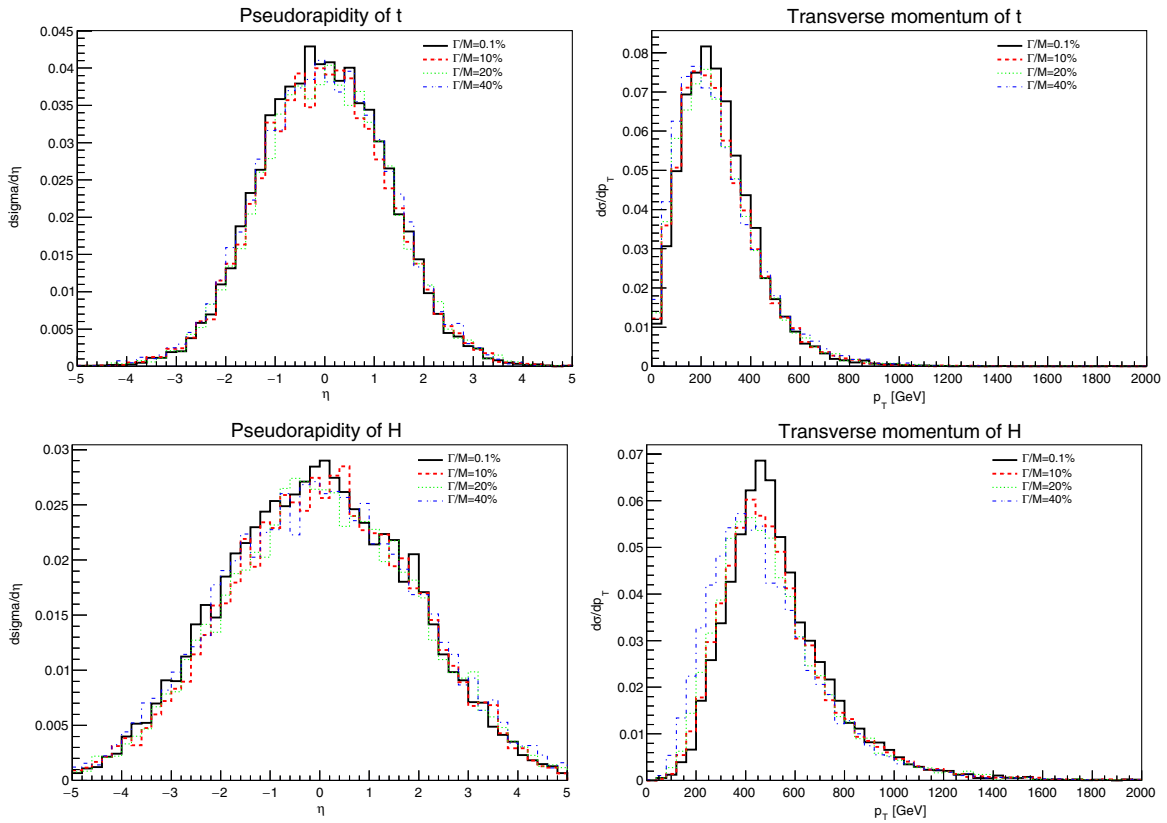 Pseudorapidity of t
dsigma/dη
0.045
0.04
0.035
0.03
0.025
0.02
0.015
0.01
0.005
0
Γ/M=0.1%
Γ/M=10%
Γ/M=20%
Γ/M=40%
−5 −4 −3 −2 −1 0 1 2 3 4 5
η
Transverse momentum of t
dσ/dp_T
0.08
0.07
0.06
0.05
0.04
0.03
0.02
0.01
0
Γ/M=0.1%
Γ/M=10%
Γ/M=20%
Γ/M=40%
0 200 400 600 800 1000 1200 1400 1600 1800 2000
p_T [GeV]
Pseudorapidity of H
dsigma/dη
0.03
0.025
0.02
0.015
0.01
0.005
0
Γ/M=0.1%
Γ/M=10%
Γ/M=20%
Γ/M=40%
−5 −4 −3 −2 −1 0 1 2 3 4 5
η
Transverse momentum of H
dσ/dp_T
0.07
0.06
0.05
0.04
0.03
0.02
0.01
0
Γ/M=0.1%
Γ/M=10%
Γ/M=20%
Γ/M=40%
0 200 400 600 800 1000 1200 1400 1600 1800 2000
p_T [GeV]